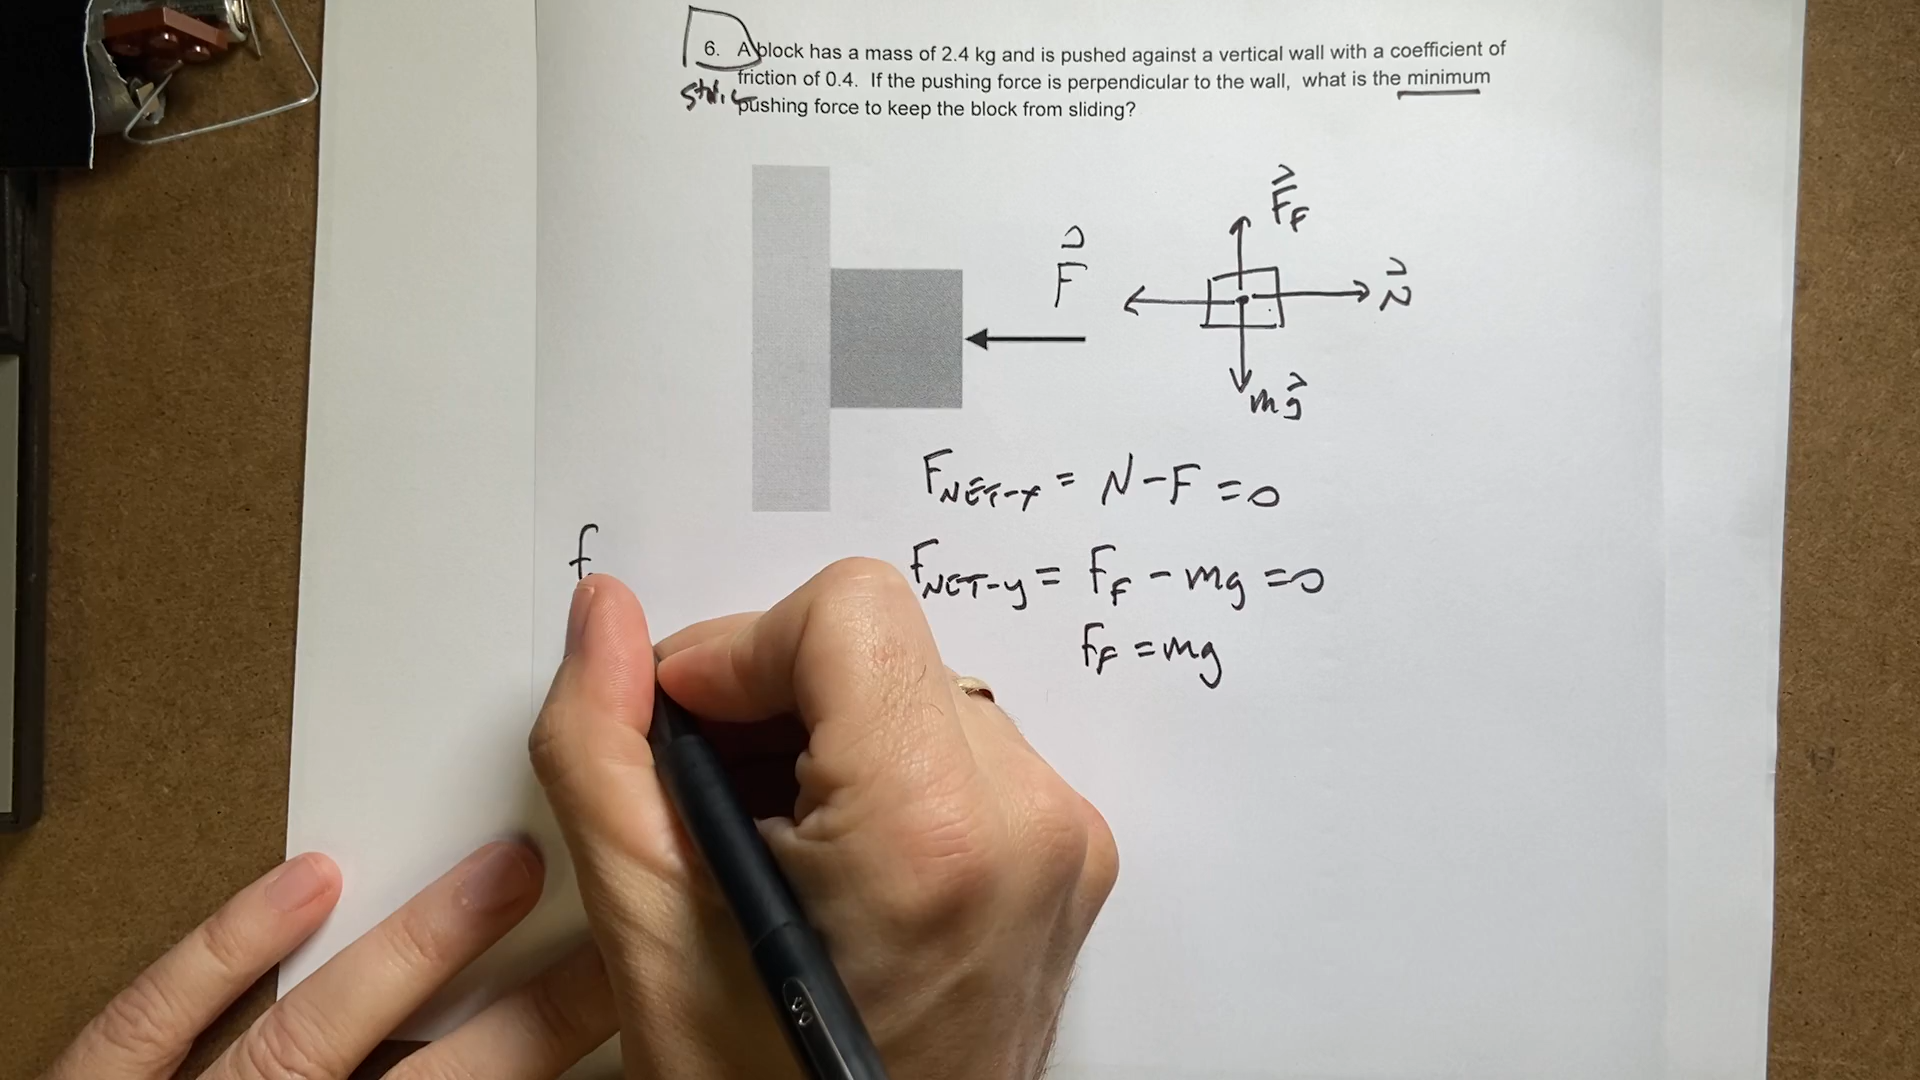 6. A block has a mass of 2.4 kg and is pushed against a vertical wall with a coefficient of
friction of 0.4. If the pushing force is perpendicular to the wall, what is the minimum
pushing force to keep the block from sliding?
F
F_F
N
mg
F_NET-x = N-F = 0
F_NET-y = F_F - mg = 0
F_F = mg
f